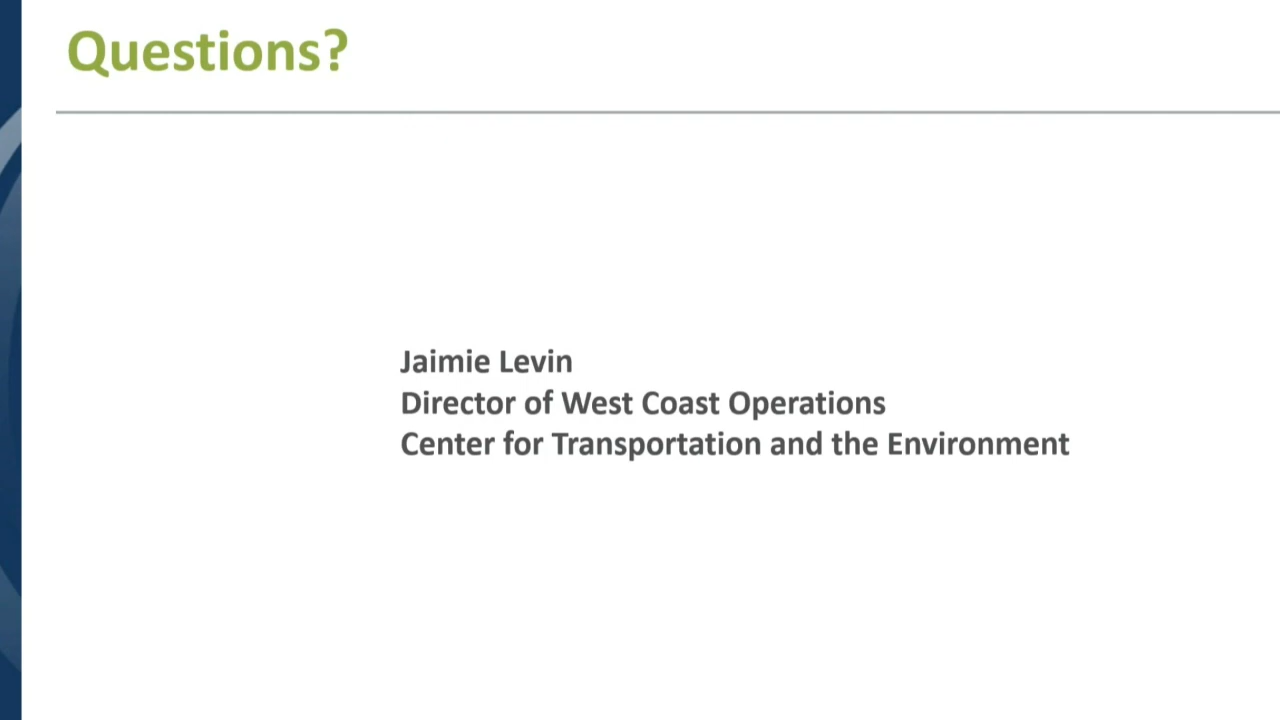 Questions?
Jaimie Levin
Director of West Coast Operations
Center for Transportation and the Environment